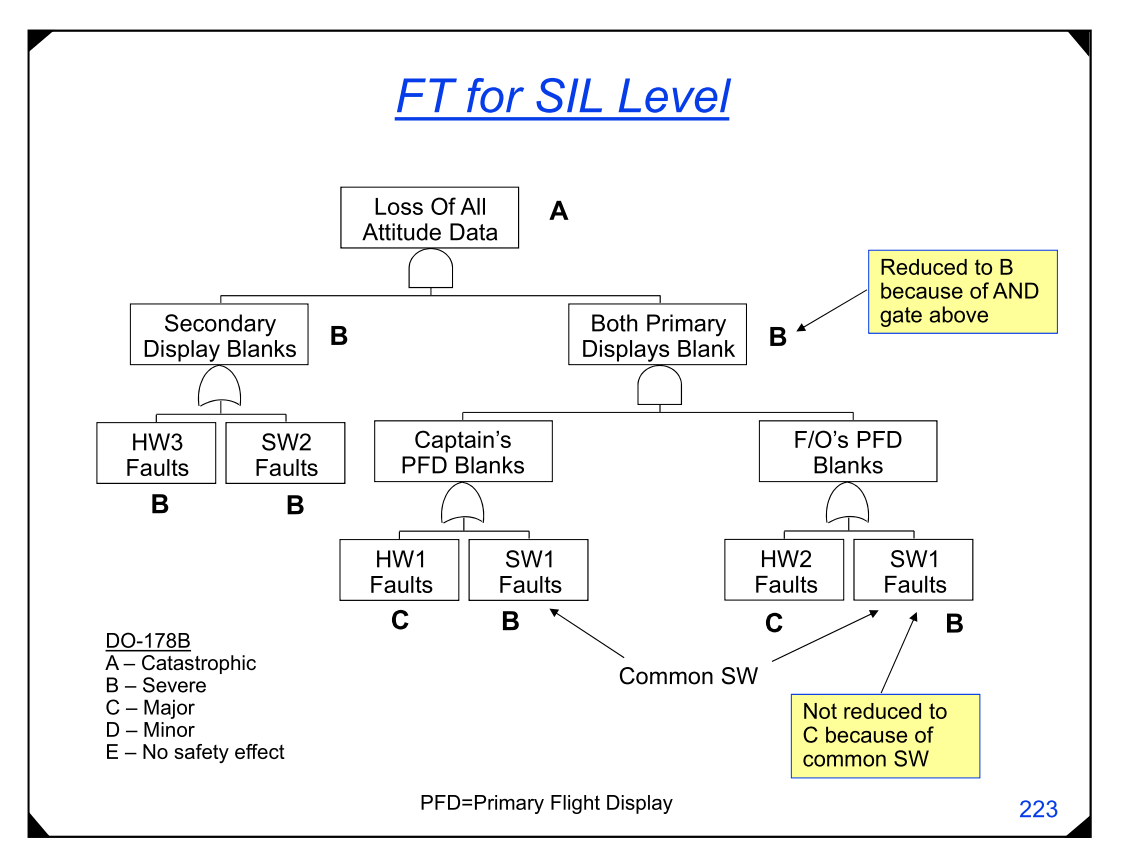 FT for SIL Level
Loss Of All
Attitude Data
A
Reduced to B
because of AND
gate above
Secondary
Display Blanks
B
Both Primary
Displays Blank
B
HW3
Faults
B
SW2
Faults
B
Captain's
PFD Blanks
F/O's PFD
Blanks
HW1
Faults
C
SW1
Faults
B
HW2
Faults
C
SW1
Faults
B
Common SW
DO-178B
A – Catastrophic
B – Severe
C – Major
D – Minor
E – No safety effect
Not reduced to
C because of
common SW
PFD=Primary Flight Display
223